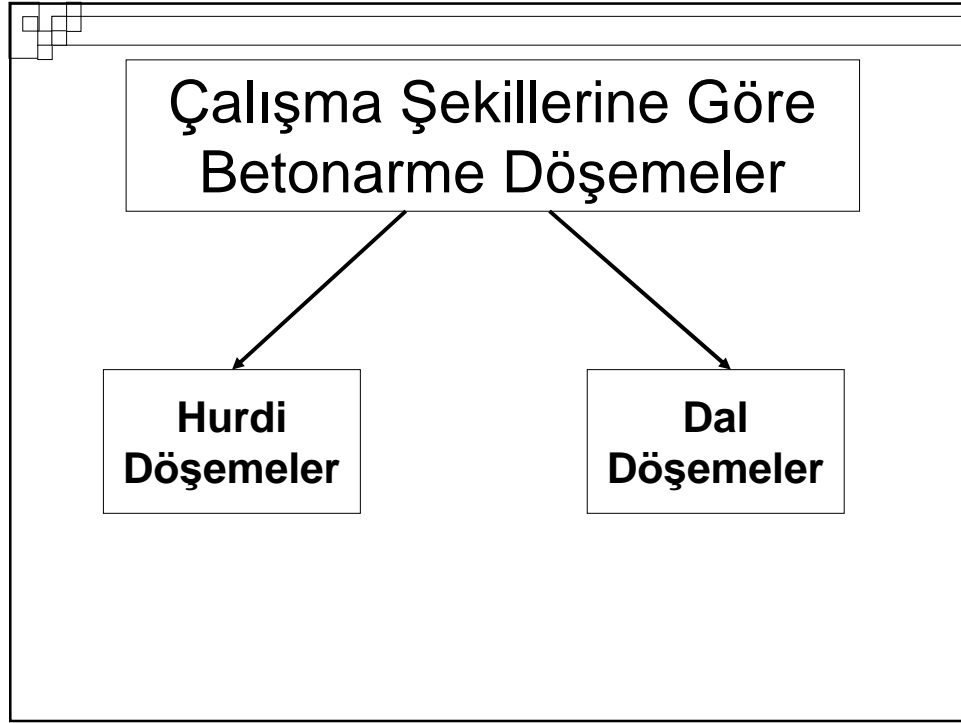 Çalışma Şekillerine Göre
Betonarme Döşemeler
Hurdi
Döşemeler
Dal
Döşemeler